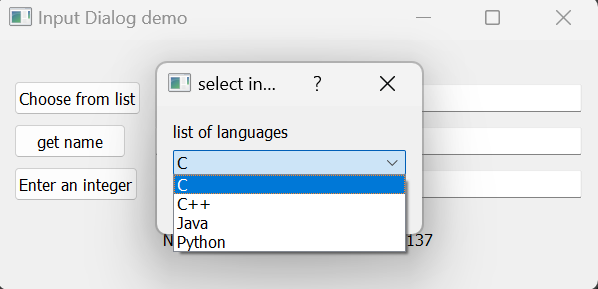 Input Dialog demo
select in...
?
Choose from list
list of languages
get name
C
C
C++
Enter an integer
Java
Python
N
137